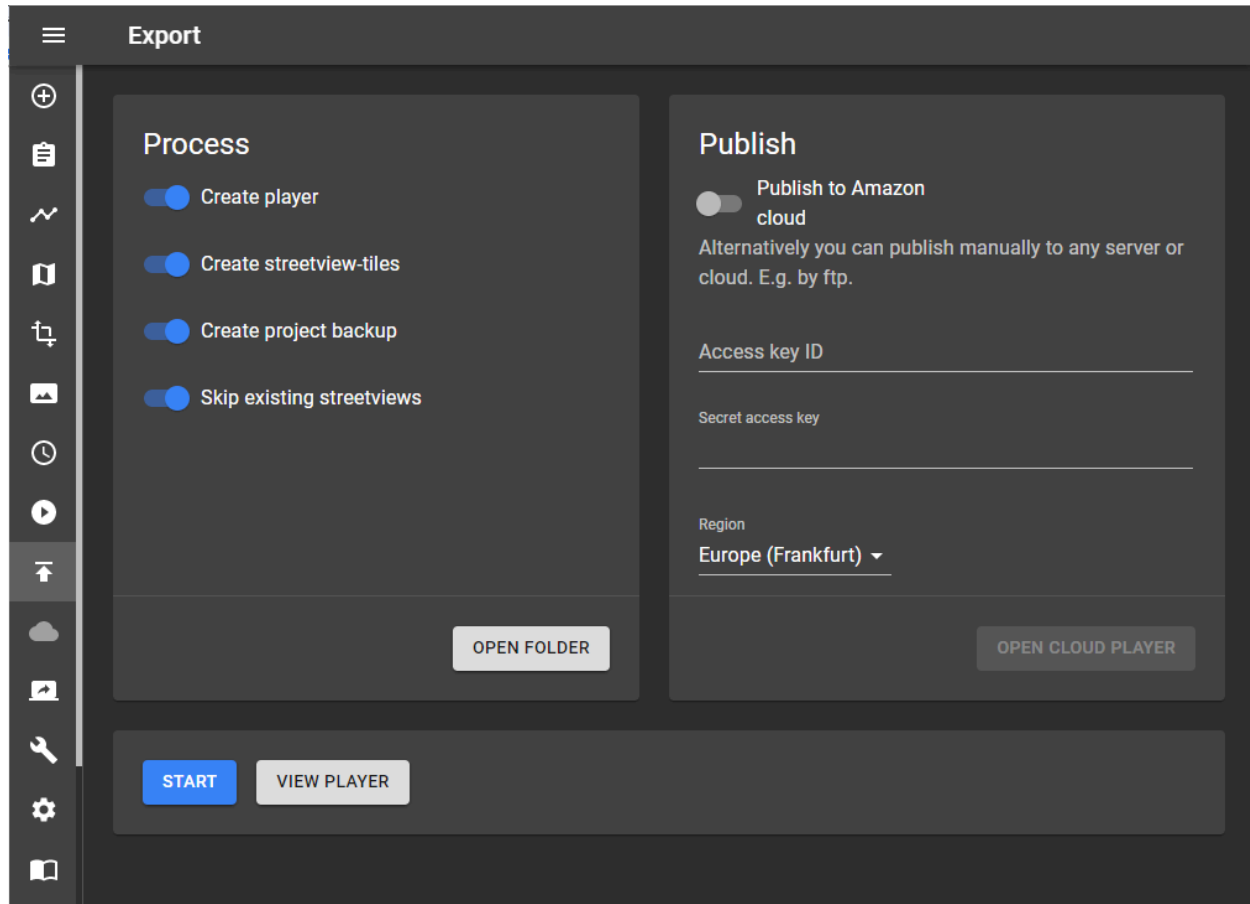 Export
Process
Create player
Create streetview-tiles
Create project backup
Skip existing streetviews
OPEN FOLDER
Publish
Publish to Amazon
cloud
Alternatively you can publish manually to any server or
cloud. E.g. by ftp.
Access key ID
Secret access key
Region
Europe (Frankfurt)
OPEN CLOUD PLAYER
START
VIEW PLAYER